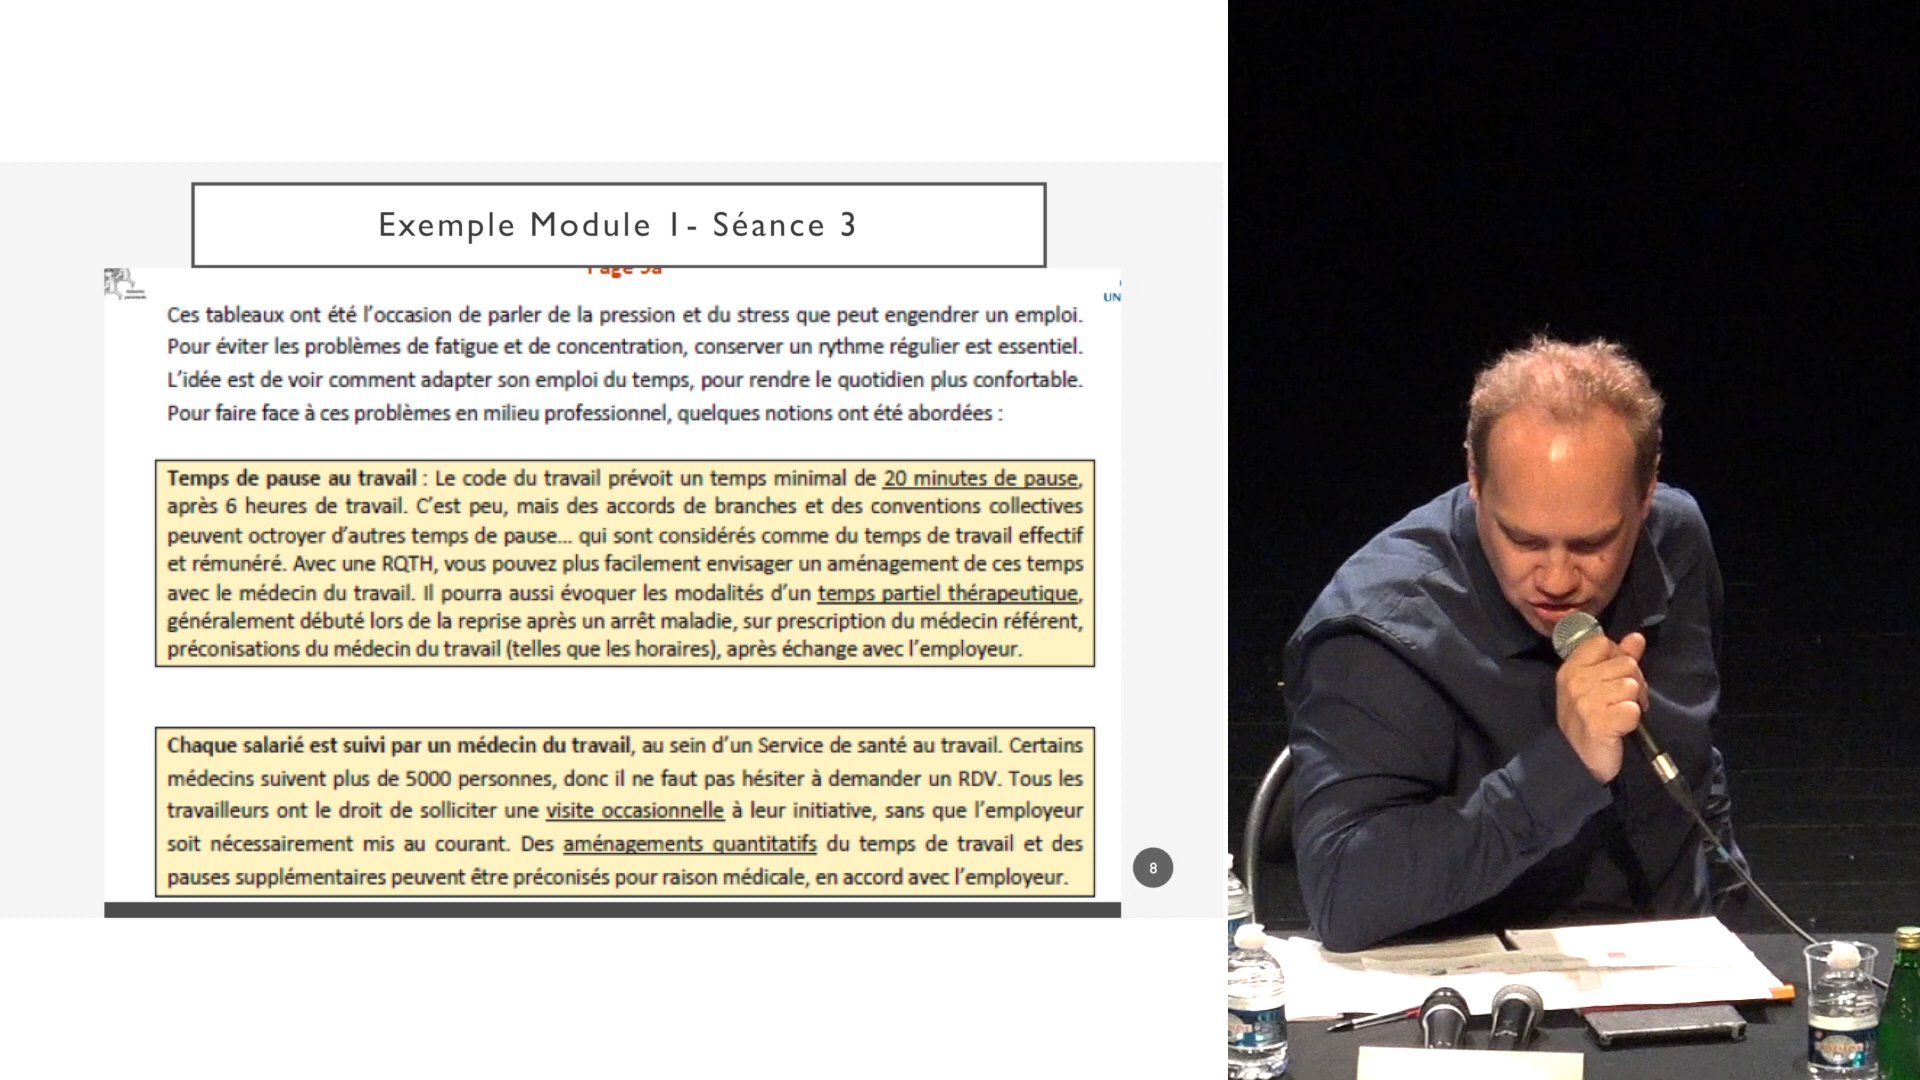 Exemple Module 1- Séance 3
Page 3a
UN
Ces tableaux ont été l'occasion de parler de la pression et du stress que peut engendrer un emploi.
Pour éviter les problèmes de fatigue et de concentration, conserver un rythme régulier est essentiel.
L'idée est de voir comment adapter son emploi du temps, pour rendre le quotidien plus confortable.
Pour faire face à ces problèmes en milieu professionnel, quelques notions ont été abordées :
Temps de pause au travail : Le code du travail prévoit un temps minimal de 20 minutes de pause,
après 6 heures de travail. C'est peu, mais des accords de branches et des conventions collectives
peuvent octroyer d'autres temps de pause... qui sont considérés comme du temps de travail effectif
et rémunéré. Avec une RQTH, vous pouvez plus facilement envisager un aménagement de ces temps
avec le médecin du travail. Il pourra aussi évoquer les modalités d'un temps partiel thérapeutique,
généralement débuté lors de la reprise après un arrêt maladie, sur prescription du médecin référent,
préconisations du médecin du travail (telles que les horaires), après échange avec l'employeur.
Chaque salarié est suivi par un médecin du travail, au sein d'un Service de santé au travail. Certains
médecins suivent plus de 5000 personnes, donc il ne faut pas hésiter à demander un RDV. Tous les
travailleurs ont le droit de solliciter une visite occasionnelle à leur initiative, sans que l'employeur
soit nécessairement mis au courant. Des aménagements quantitatifs du temps de travail et des
pauses supplémentaires peuvent être préconisés pour raison médicale, en accord avec l'employeur.
8